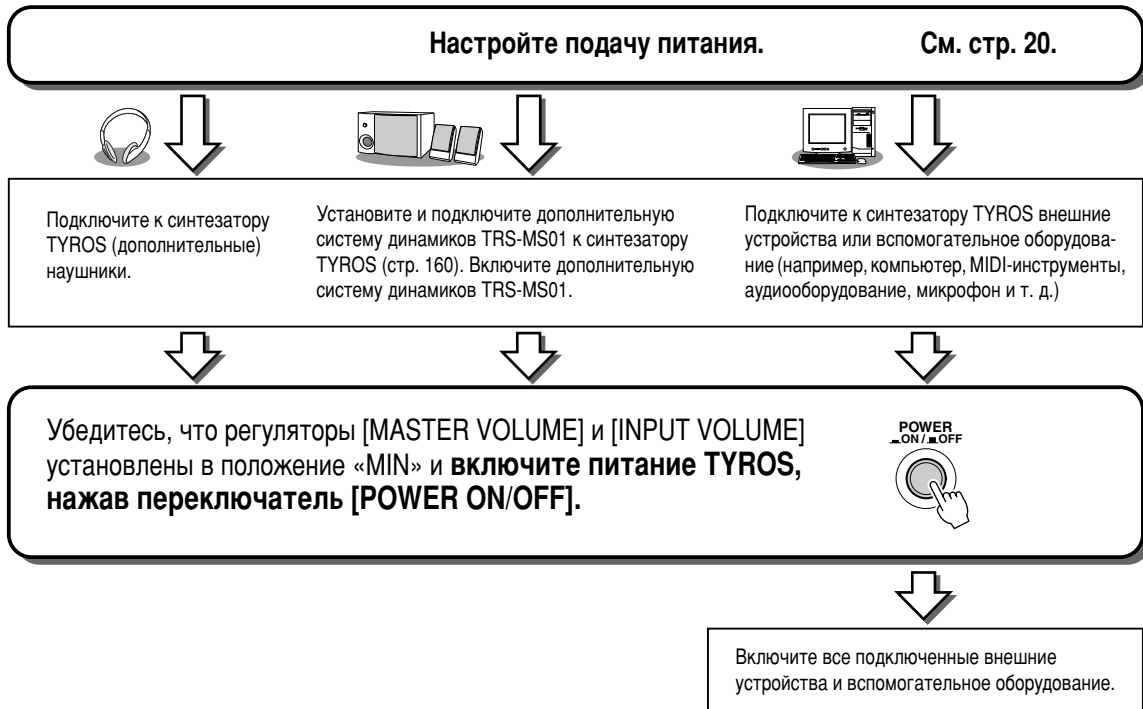 Настройте подачу питания. См. стр. 20.
Подключите к синтезатору
TYROS (дополнительные)
наушники.
Установите и подключите дополнительную
систему динамиков TRS-MS01 к синтезатору
TYROS (стр. 160). Включите дополнительную
систему динамиков TRS-MS01.
Подключите к синтезатору TYROS внешние
устройства или вспомогательное оборудова-
ние (например, компьютер, MIDI-инструменты,
аудиооборудование, микрофон и т. д.)
Убедитесь, что регуляторы [MASTER VOLUME] и [INPUT VOLUME]
установлены в положение «MIN» и включите питание TYROS,
нажав переключатель [POWER ON/OFF].
POWER
ON / OFF
Включите все подключенные внешние
устройства и вспомогательное оборудование.